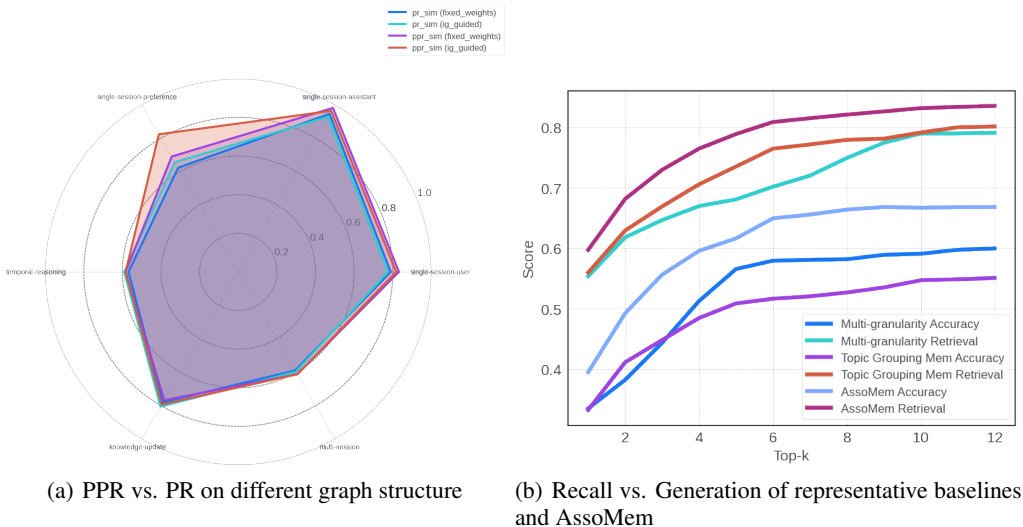 pr_sim (fixed_weights)
pr_sim (ig_guided)
ppr_sim (fixed_weights)
ppr_sim (ig_guided)
single-session-preference
single-session-assistant
1.0
0.8
0.6
0.4
0.2
temporal-reasoning
single-session-user
knowledge-update
multi-session
(a) PPR vs. PR on different graph structure
0.8
0.7
0.6
0.5
0.4
Score
Multi-granularity Accuracy
Multi-granularity Retrieval
Topic Grouping Mem Accuracy
Topic Grouping Mem Retrieval
AssoMem Accuracy
AssoMem Retrieval
2 4 6 8 10 12
Top-k
(b) Recall vs. Generation of representative baselines
and AssoMem